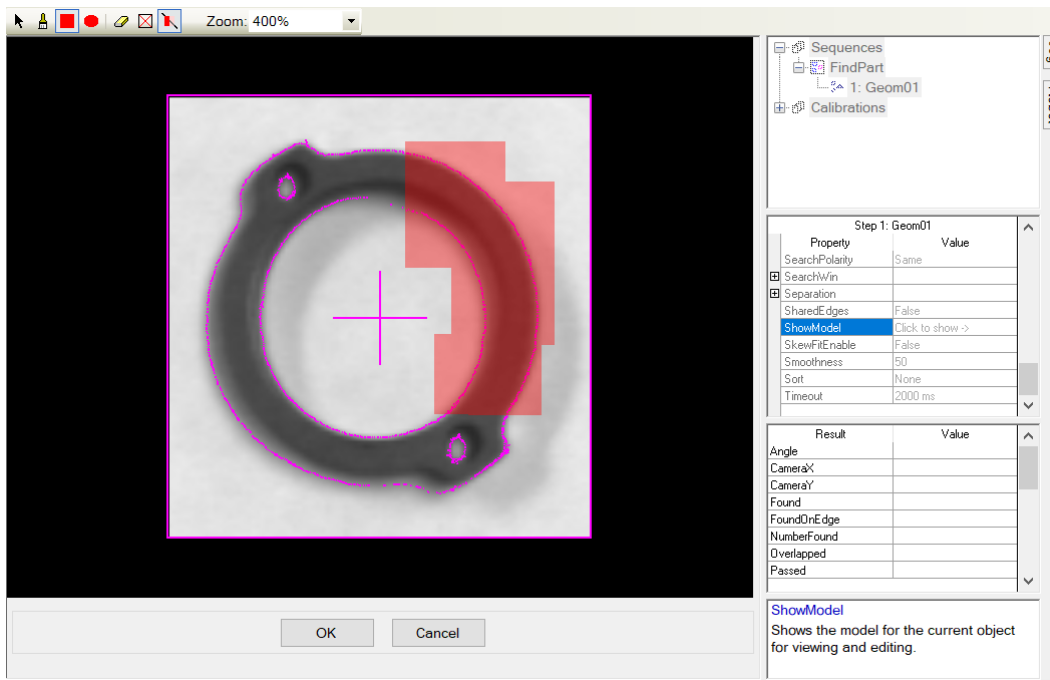 Zoom: 400%
Sequences
FindPart
1: Geom01
Calibrations
Step 1: Geom01
Property Value
SearchPolarity Same
SearchWin
Separation
SharedEdges False
ShowModel Click to show ->
SkewFitEnable False
Smoothness 50
Sort None
Timeout 2000 ms
Result Value
Angle
CameraX
CameraY
Found
FoundOnEdge
NumberFound
Overlapped
Passed
OK Cancel
ShowModel
Shows the model for the current object
for viewing and editing.